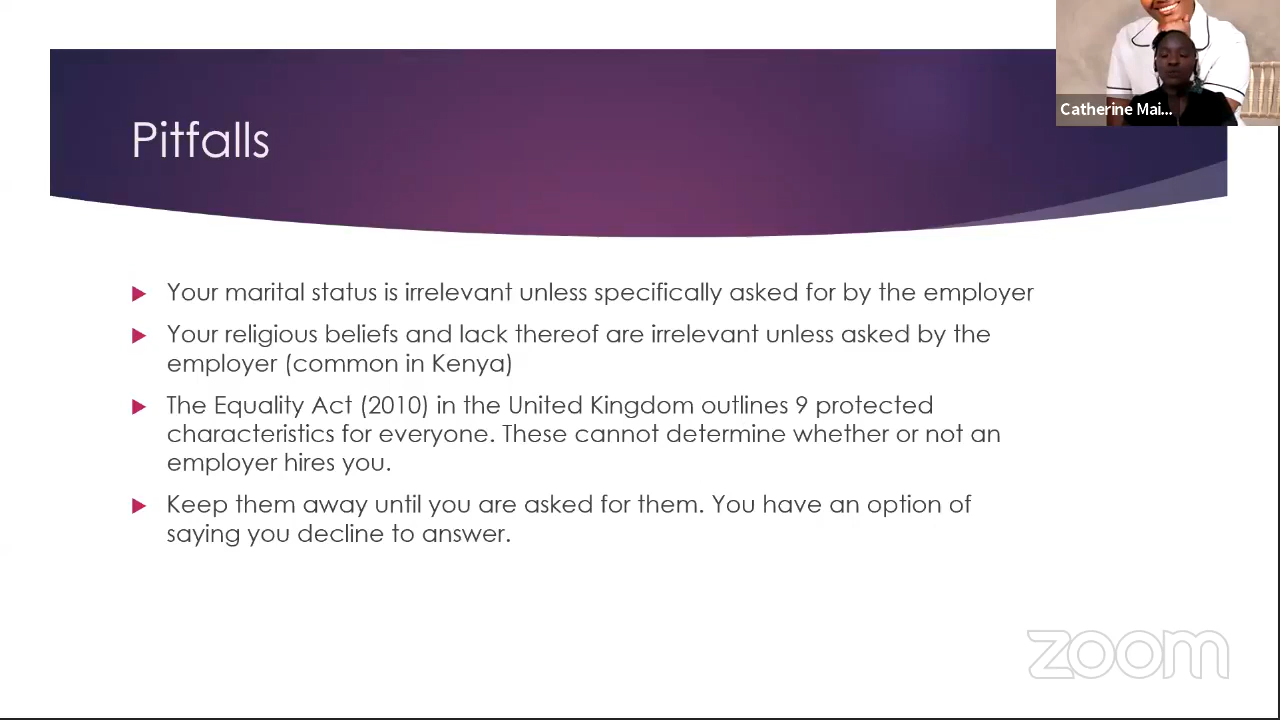 Catherine Mai...
Pitfalls
Your marital status is irrelevant unless specifically asked for by the employer
Your religious beliefs and lack thereof are irrelevant unless asked by the
employer (common in Kenya)
The Equality Act (2010) in the United Kingdom outlines 9 protected
characteristics for everyone. These cannot determine whether or not an
employer hires you.
Keep them away until you are asked for them. You have an option of
saying you decline to answer.
zoom